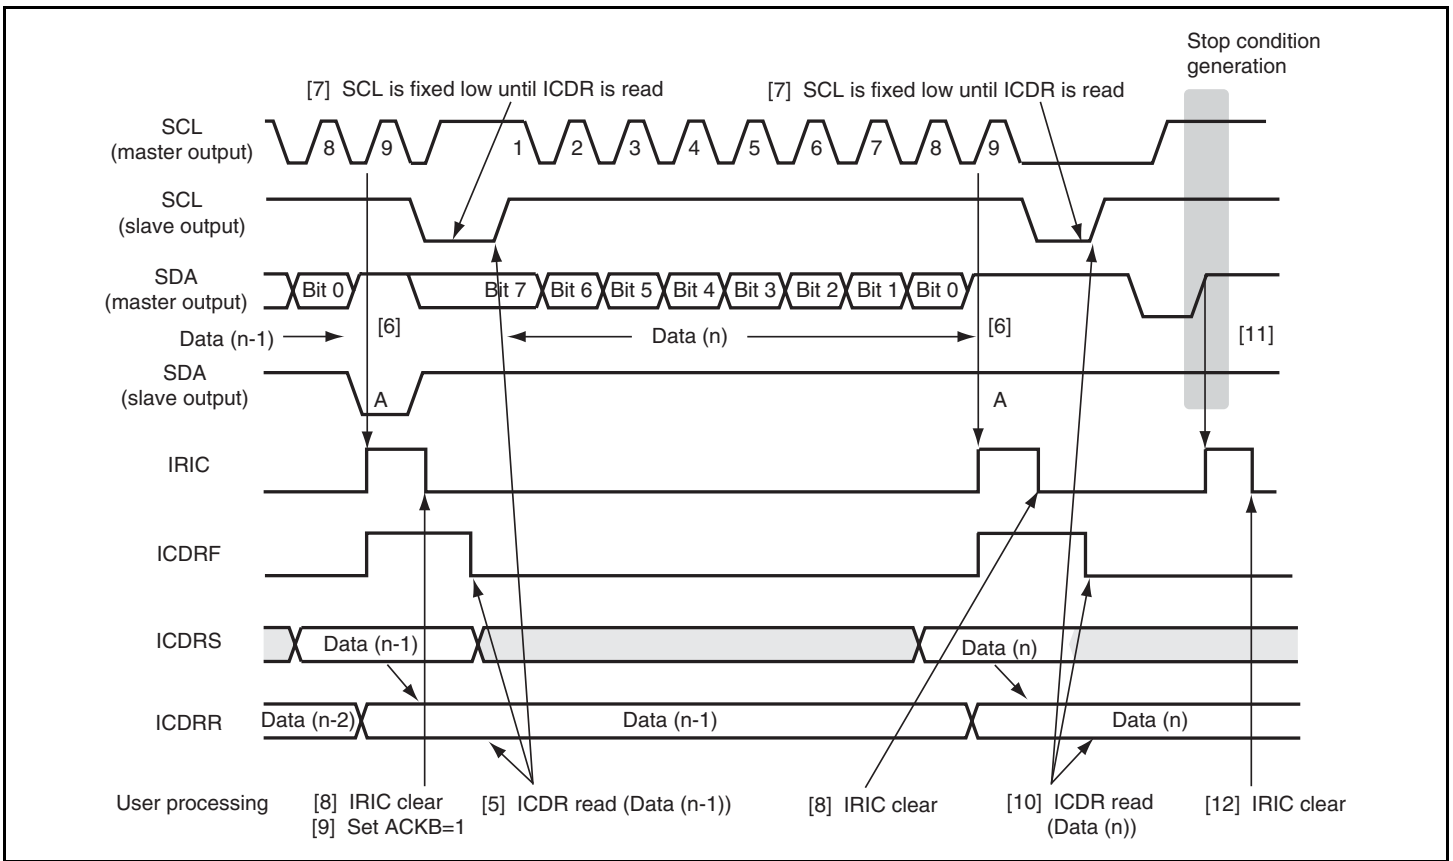 Stop condition
generation
[7] SCL is fixed low until ICDR is read
[7] SCL is fixed low until ICDR is read
SCL
(master output)
8
9
1
2
3
4
5
6
7
8
9
SCL
(slave output)
SDA
(master output)
Bit 0
Bit 7
Bit 6
Bit 5
Bit 4
Bit 3
Bit 2
Bit 1
Bit 0
Data (n-1)
[6]
Data (n)
[6]
[11]
SDA
(slave output)
A
A
IRIC
ICDRF
ICDRS
Data (n-1)
Data (n)
ICDRR
Data (n-2)
Data (n-1)
Data (n)
User processing
[8] IRIC clear
[9] Set ACKB=1
[5] ICDR read (Data (n-1))
[8] IRIC clear
[10] ICDR read
(Data (n))
[12] IRIC clear